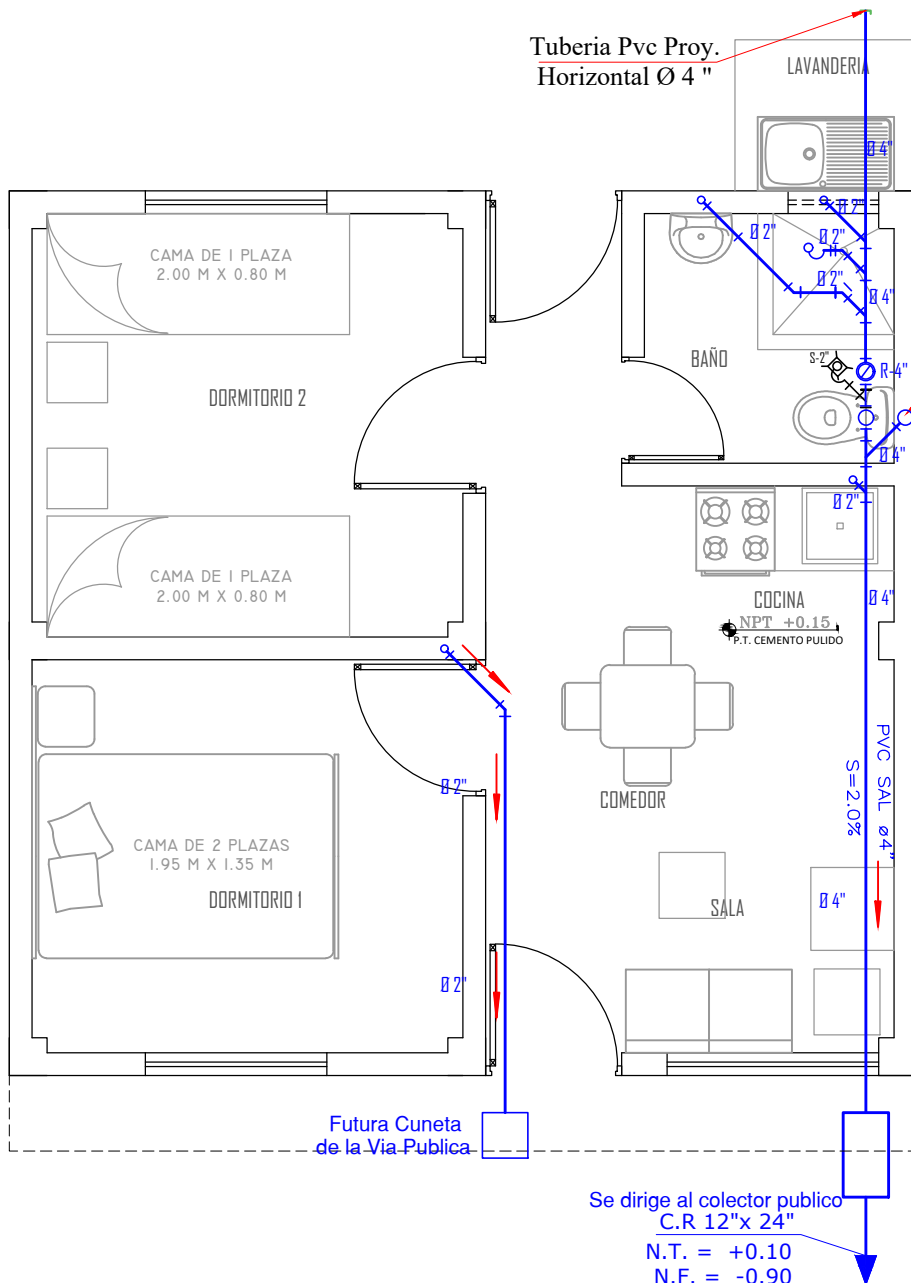 Tuberia Pvc Proy.
Horizontal Ø 4 "
LAVANDERIA
Ø 4"
Ø 2"
Ø 2"
Ø 2"
Ø 2"
Ø 4"
CAMA DE 1 PLAZA
2.00 M X 0.80 M
BAÑO
S-2"
R-4"
DORMITORIO 2
Ø 4"
Ø 2"
CAMA DE 1 PLAZA
2.00 M X 0.80 M
COCINA
Ø 4"
NPT +0.15
P.T. CEMENTO PULIDO
PVC SAL ø4"
S=2.0%
Ø 2"
COMEDOR
CAMA DE 2 PLAZAS
1.95 M X 1.35 M
DORMITORIO 1
SALA
Ø 4"
Ø 2"
Futura Cuneta
de la Via Publica
Se dirige al colector publico
C.R 12"x 24"
N.T. = +0.10
N.F. = -0.90